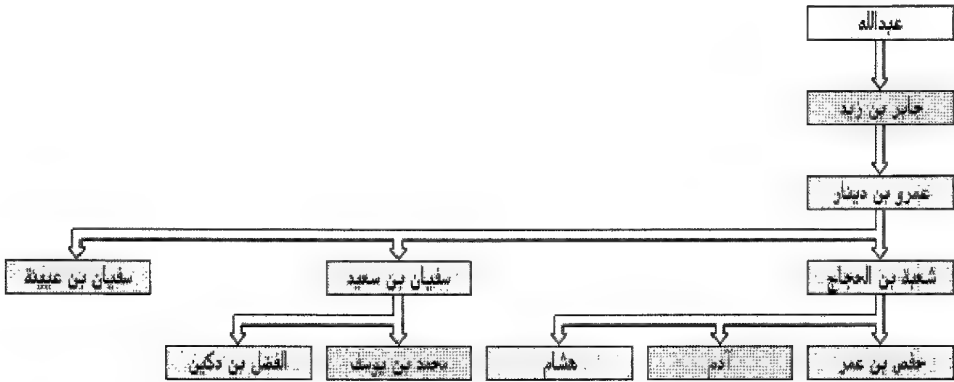 عبدالله
جابر بن زيد
عمرو بن دينار
شعبة بن الحجاج
سفيان بن سعيد
سفيان بن عيينة
حفص بن عمر
آدم
هشام
محمد بن يوسف
الفضل بن دكين